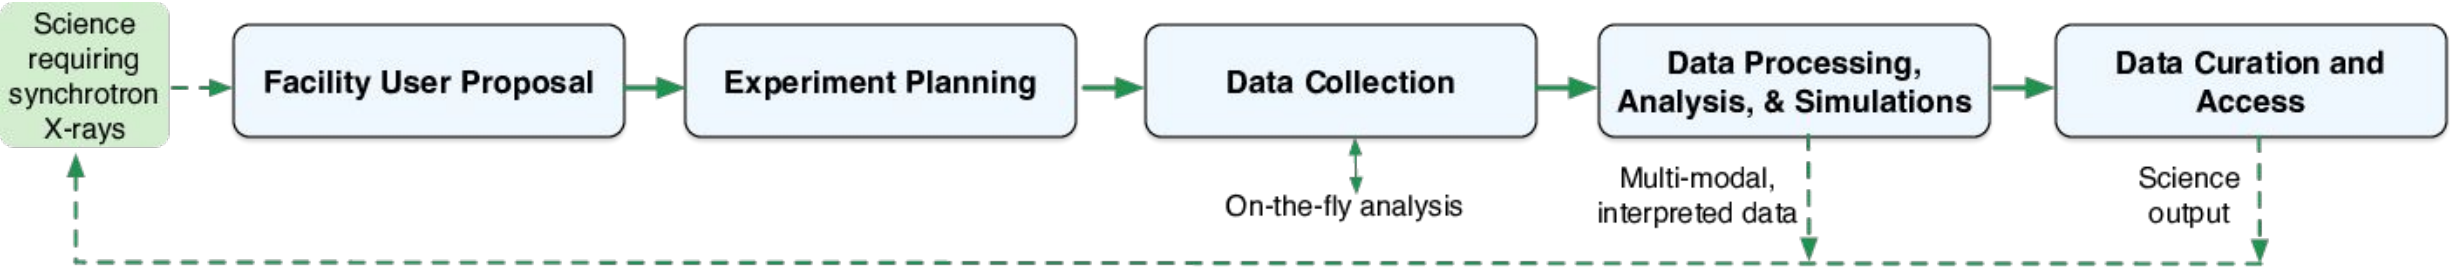 Science
requiring
synchrotron
X-rays
Facility User Proposal
Experiment Planning
Data Collection
Data Processing,
Analysis, & Simulations
Data Curation and
Access
On-the-fly analysis
Multi-modal,
interpreted data
Science
output